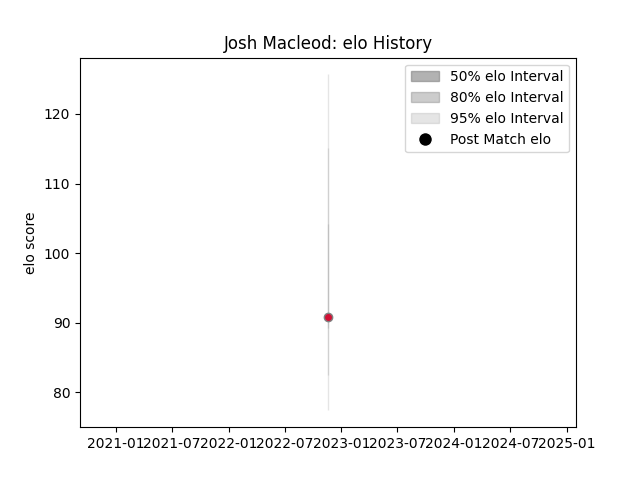 Josh Macleod: elo History
50% elo Interval
80% elo Interval
95% elo Interval
Post Match elo
elo score
120
110
100
90
80
2021-01 2021-07 2022-01 2022-07 2023-01 2023-07 2024-01 2024-07 2025-01